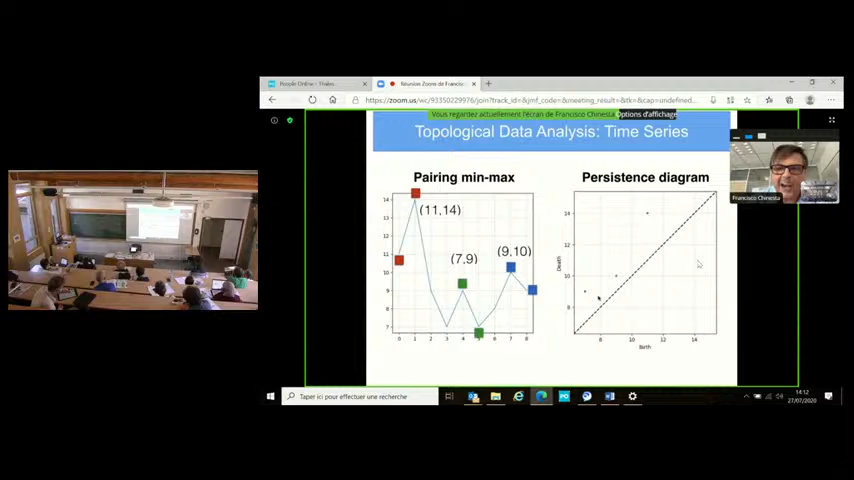 People Online - Thales
Réunion Zoom de Francisc
https://zoom.us/wc/93350229976/join?track_id=&jmf_code=&meeting_result=&tk=&cap=undefined...
Vous regardez actuellement l'écran de Francisco Chinesta
Options d'affichage
Topological Data Analysis: Time Series
Francisco Chinesta
Pairing min-max
Persistence diagram
(11,14)
(7,9)
(9,10)
14
13
12
11
10
9
8
7
0 1 2 3 4 5 6 7 8
14
12
10
8
Death
8 10 12 14
Birth
Taper ici pour effectuer une recherche
14:12
27/07/2020